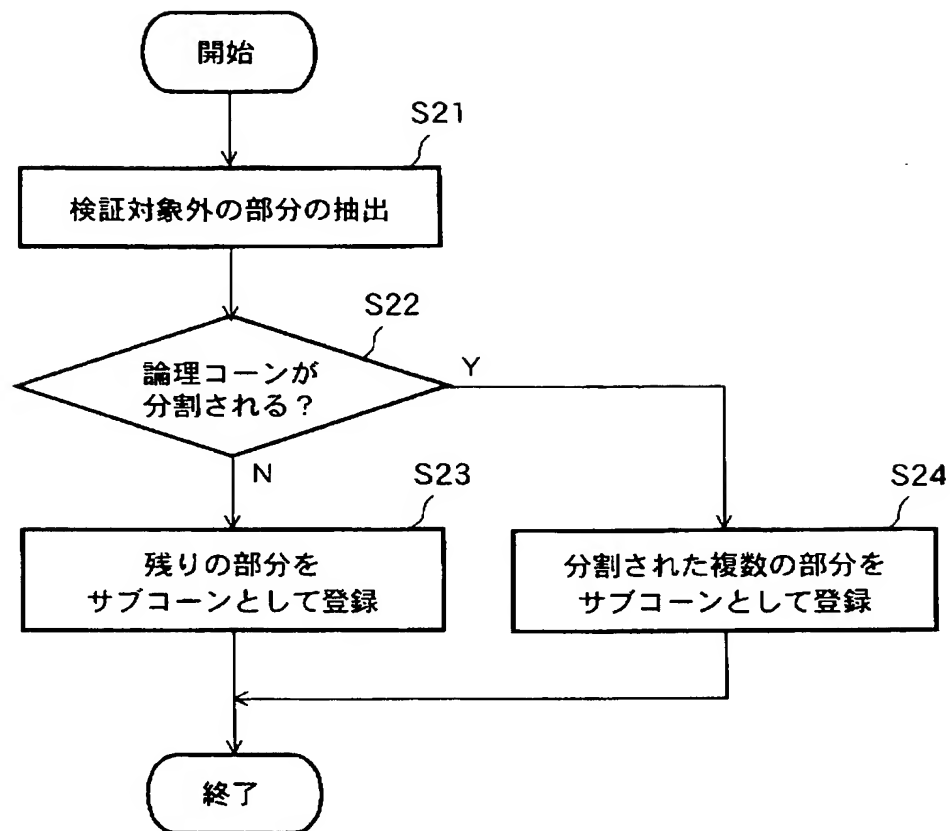 開始
S21
検証対象外の部分の抽出
S22
論理コーンが
分割される？
Y
N
S23
残りの部分を
サブコーンとして登録
S24
分割された複数の部分を
サブコーンとして登録
終了